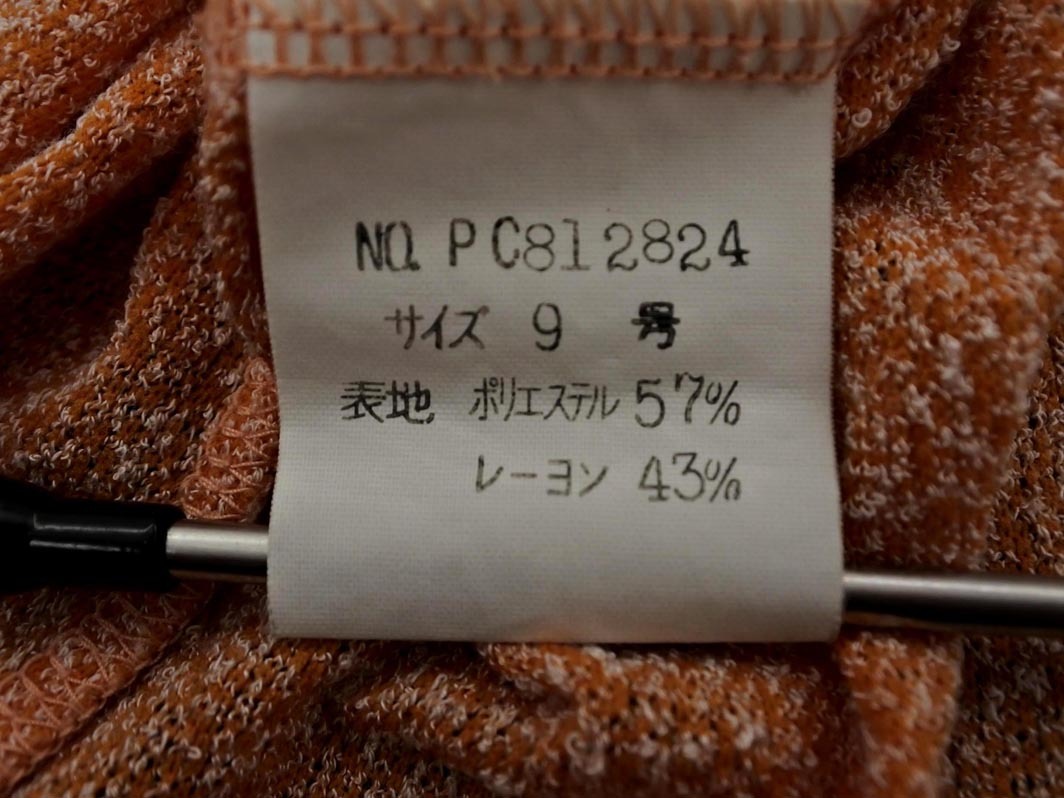 NO. PC812824
サイズ 9 号
表地 ポリエステル 57%
レーヨン 43%